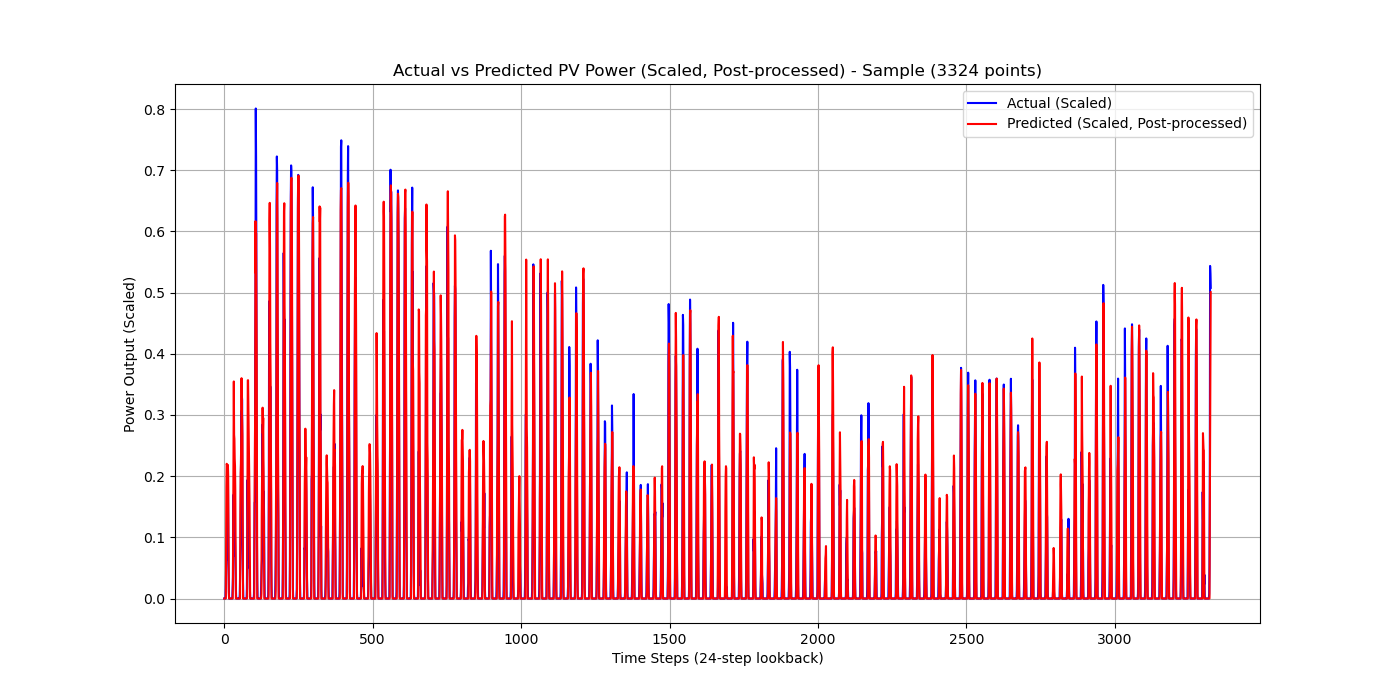 Actual vs Predicted PV Power (Scaled, Post-processed) - Sample (3324 points)
Actual (Scaled)
Predicted (Scaled, Post-processed)
Power Output (Scaled)
0.8
0.7
0.6
0.5
0.4
0.3
0.2
0.1
0.0
0 500 1000 1500 2000 2500 3000
Time Steps (24-step lookback)